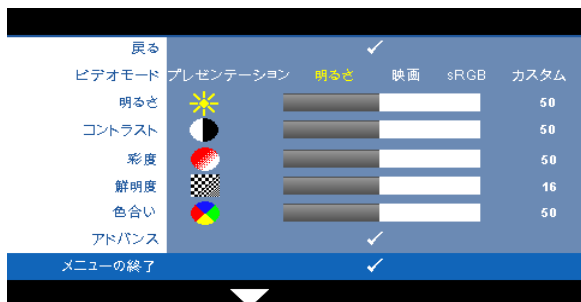 戻る
ビデオモード プレゼンテーション 明るさ 映画 sRGB カスタム
明るさ 50
コントラスト 50
彩度 50
鮮明度 16
色合い 50
アドバンス
メニューの終了